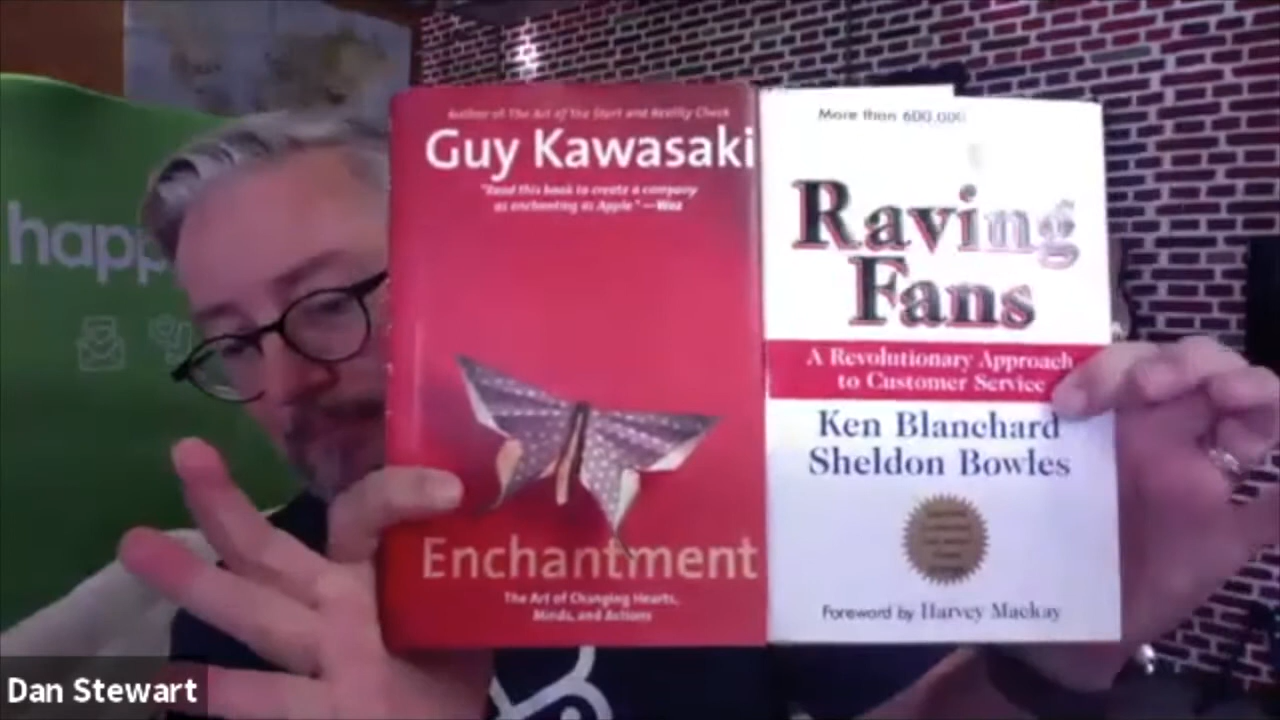 happ
Author of The Art of the Start and Reality Check
Guy Kawasaki
"Read this book to create a company
as enchanting as Apple" —Woz
Enchantment
The Art of Changing Hearts,
Minds, and Actions
More than 600,000
Raving
Fans
A Revolutionary Approach
to Customer Service
Ken Blanchard
Sheldon Bowles
Foreword by Harvey Mackay
Dan Stewart